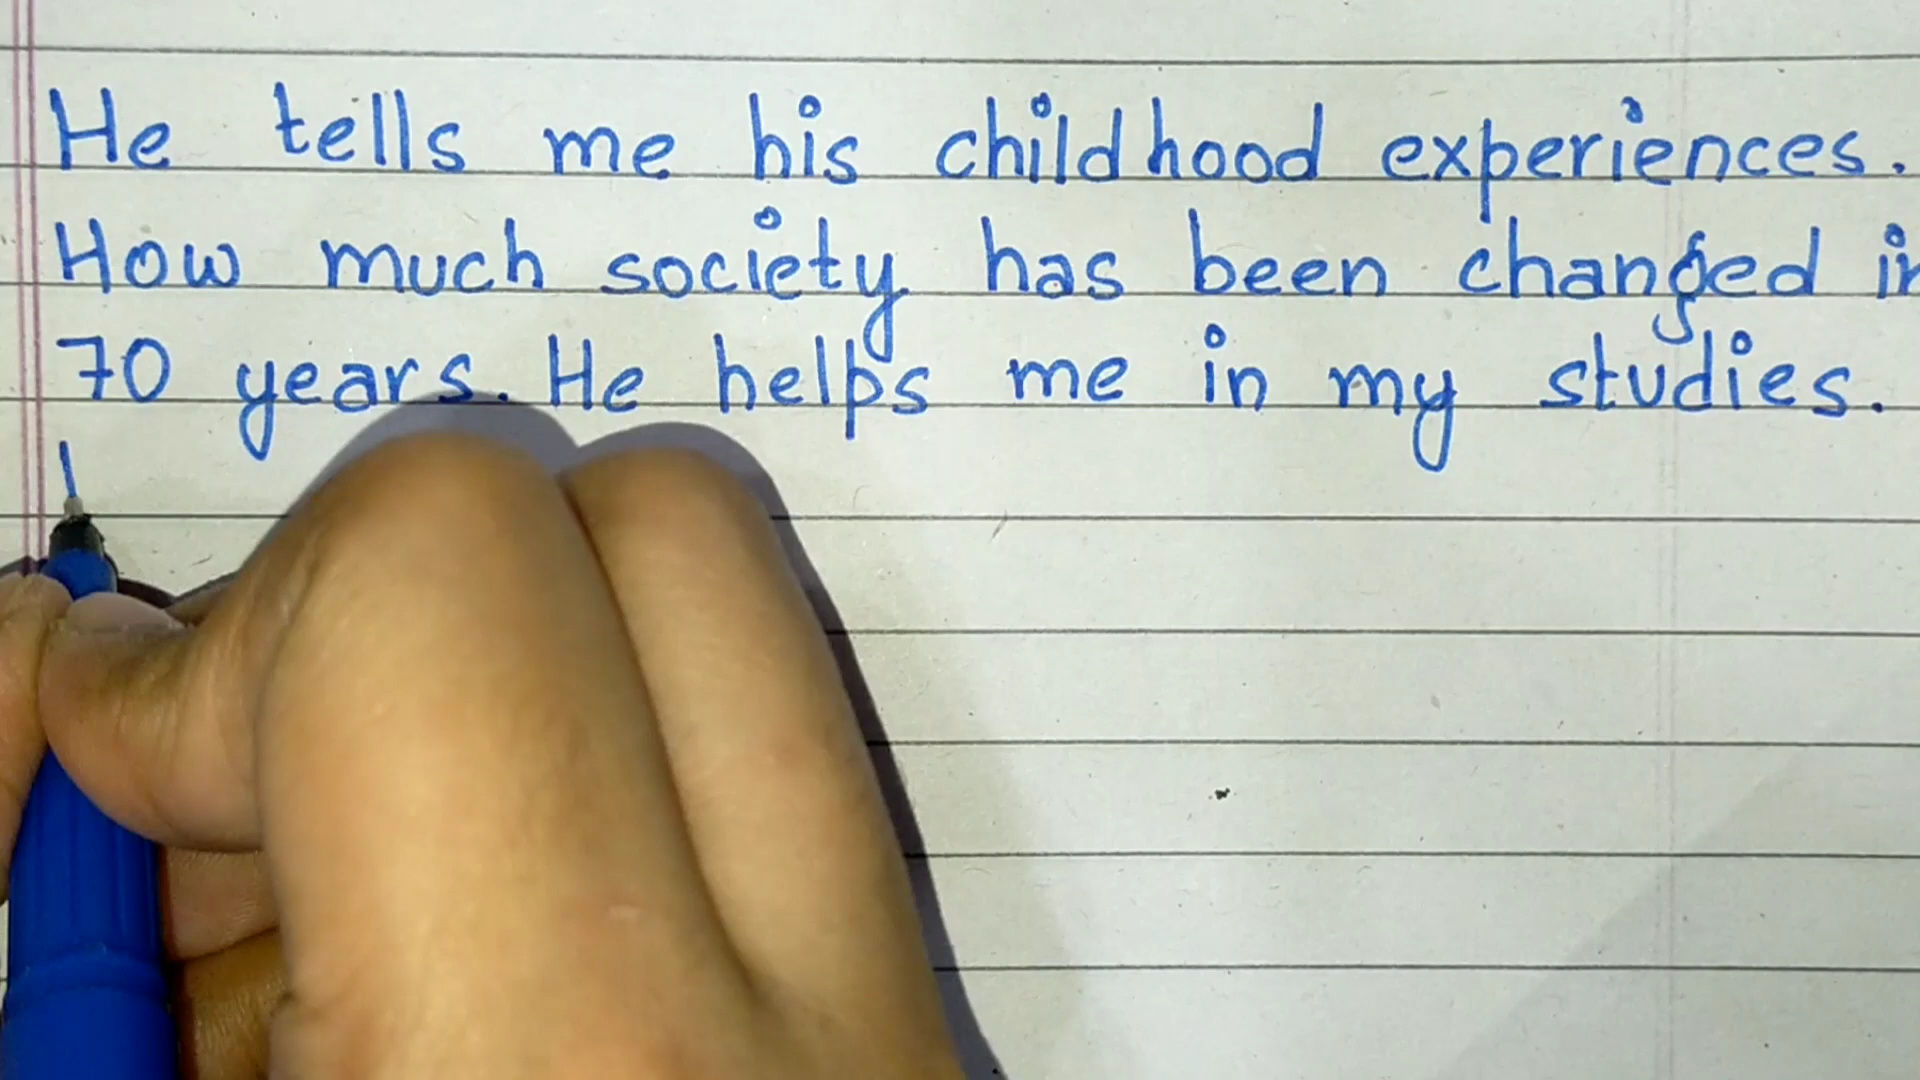 He tells me his childhood experiences.
How much society has been changed in
70 years. He helps me in my studies.